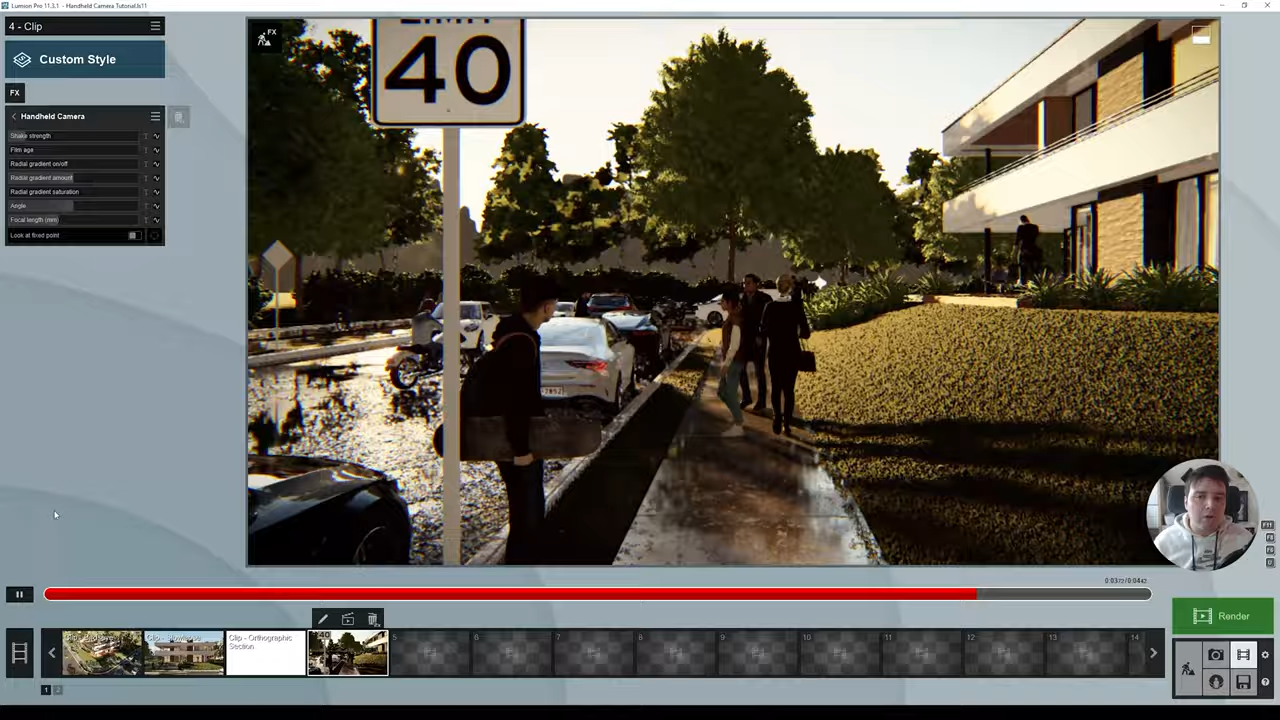 Lumion Pro 11.3.1 - Handheld Camera Tutorial.ls11
4 - Clip
Custom Style
FX
Handheld Camera
Shake strength
Film age
Radial gradient on/off
Radial gradient amount
Radial gradient saturation
Angle
Focal length (mm)
Look at fixed point
FX
LIMIT
40
Render
Clip - Orthographic
Section
5
6
7
8
9
10
11
12
13
14
1
2